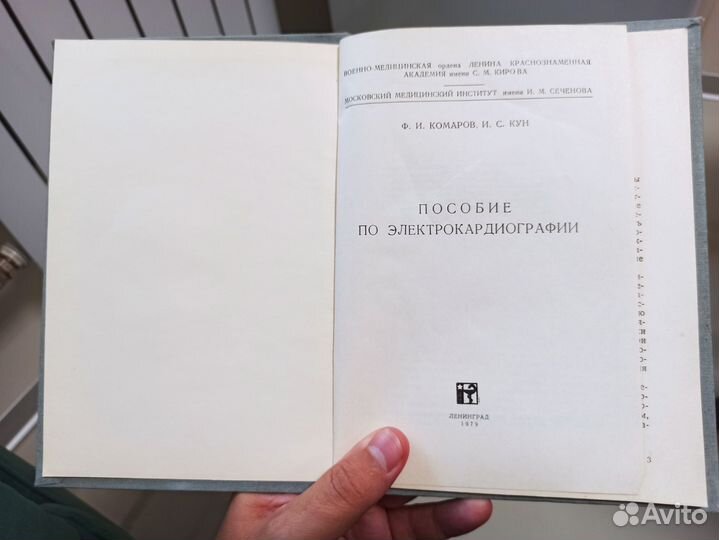 ВОЕННО-МЕДИЦИНСКАЯ ордена ЛЕНИНА КРАСНОЗНАМЕННАЯ
АКАДЕМИЯ имени С. М. КИРОВА
МОСКОВСКИЙ МЕДИЦИНСКИЙ ИНСТИТУТ имени И. М. СЕЧЕНОВА
Ф. И. КОМАРОВ, И. С. КУН
ПОСОБИЕ
ПО ЭЛЕКТРОКАРДИОГРАФИИ
ЛЕНИНГРАД
1979
3
Avito